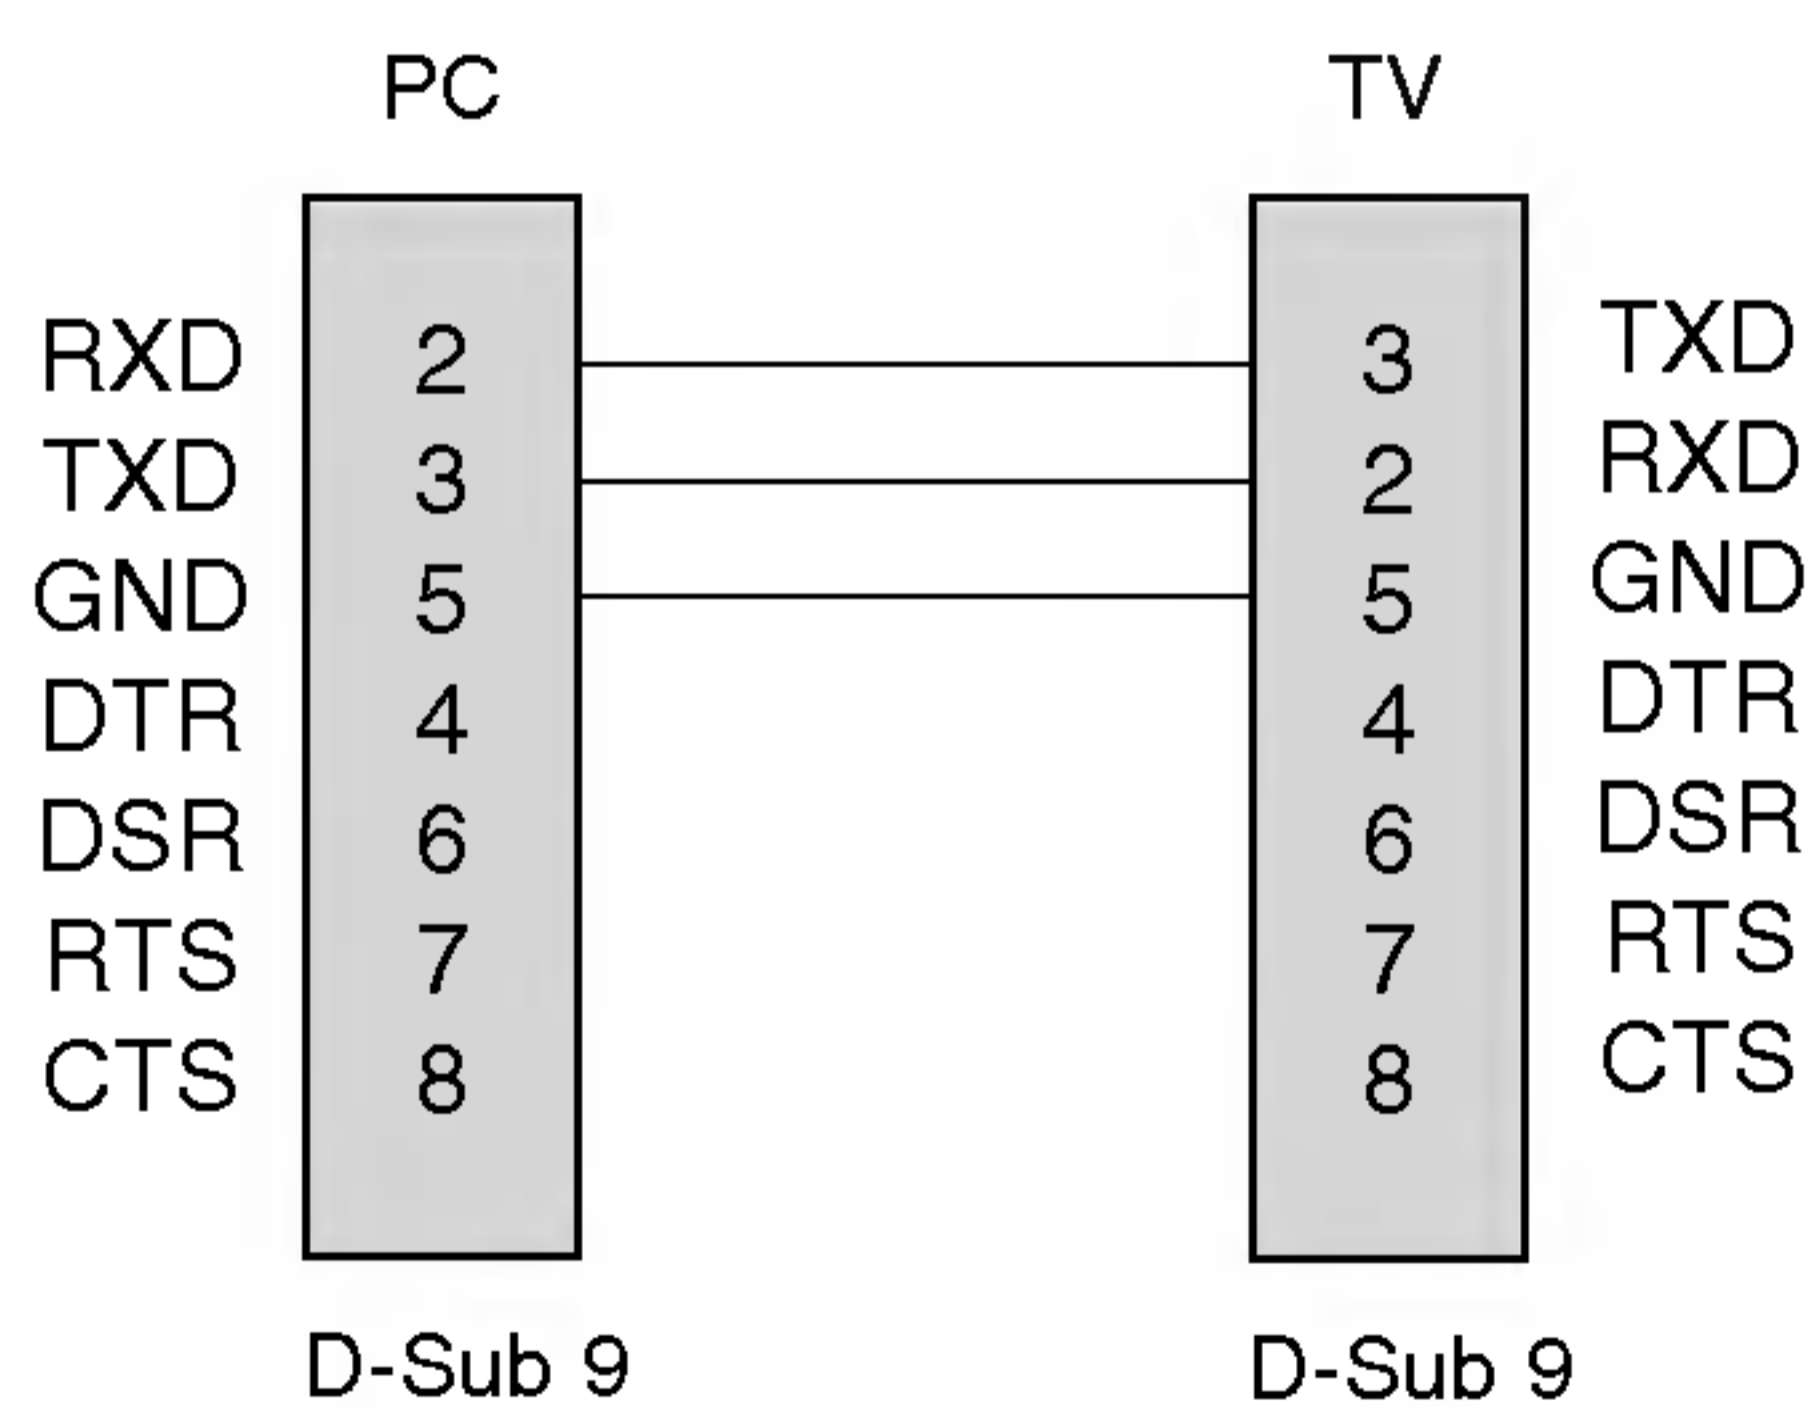 PC TV
RXD 2 3 TXD
TXD 3 2 RXD
GND 5 5 GND
DTR 4 4 DTR
DSR 6 6 DSR
RTS 7 7 RTS
CTS 8 8 CTS
D-Sub 9 D-Sub 9